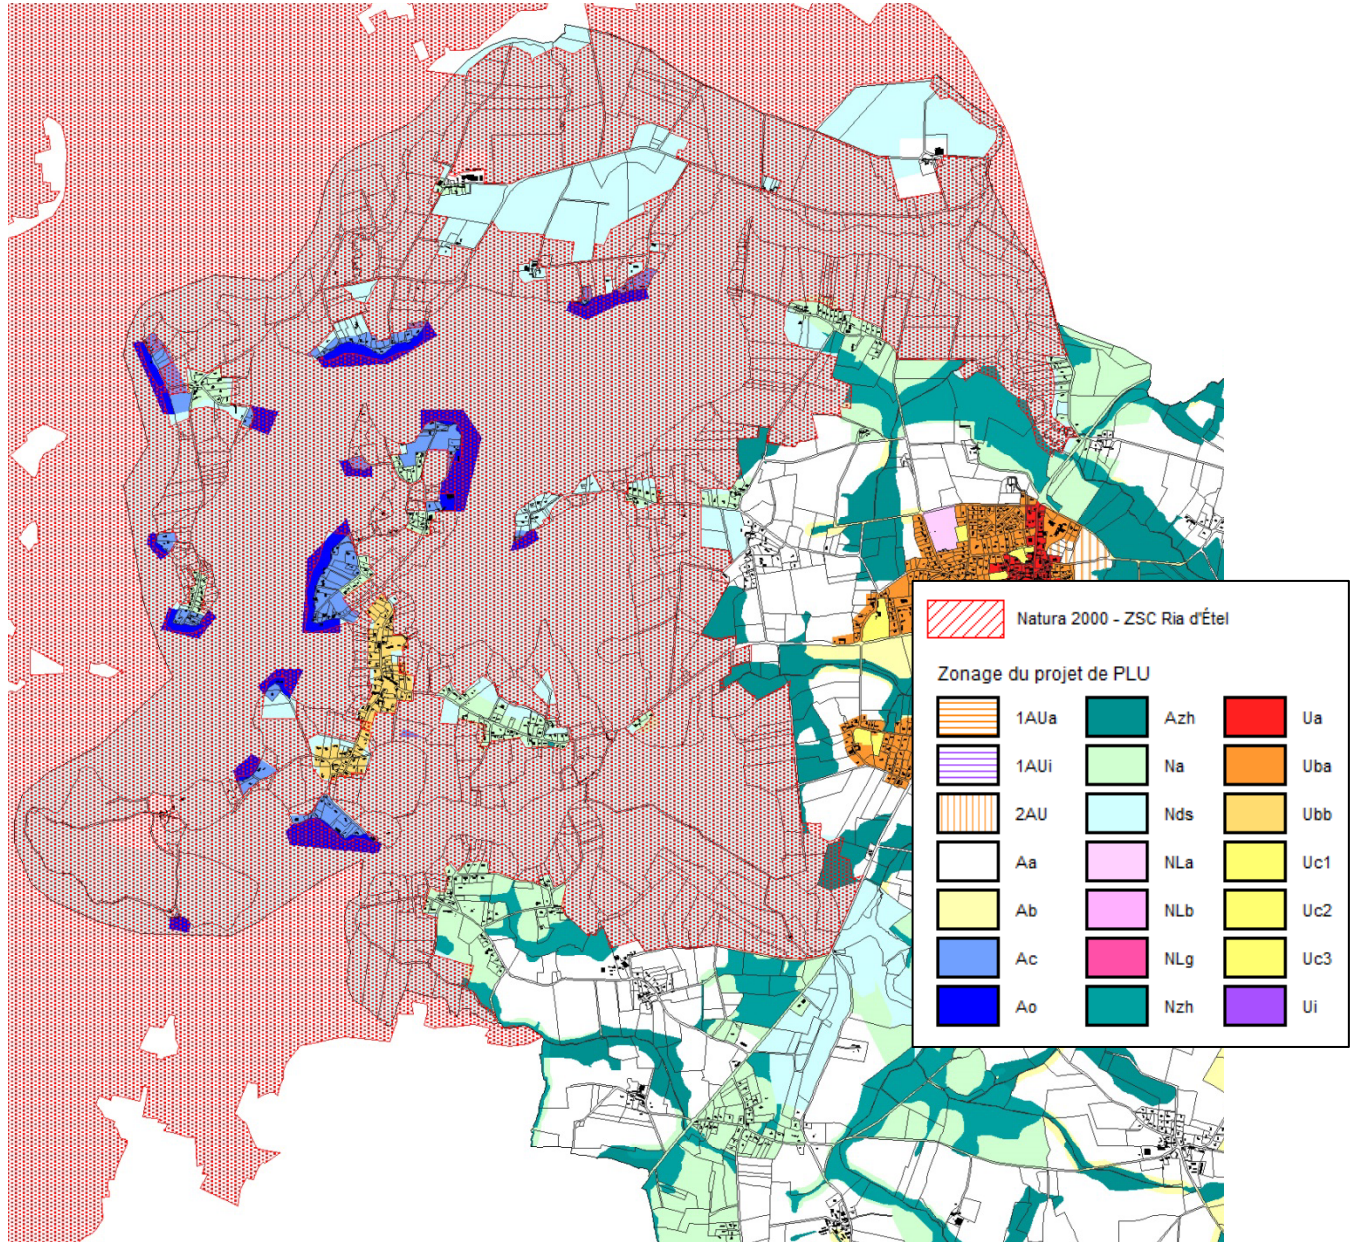 Natura 2000 - ZSC Ria d'Étel
Zonage du projet de PLU
1AUa
Azh
Ua
1AUi
Na
Uba
2AU
Nds
Ubb
Aa
NLa
Uc1
Ab
NLb
Uc2
Ac
NLg
Uc3
Ao
Nzh
Ui